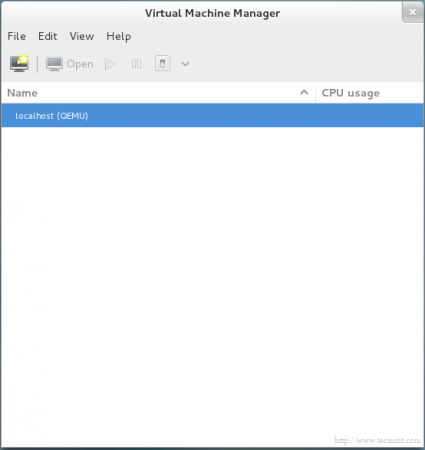 Virtual Machine Manager
File Edit View Help
Open
Name CPU usage
localhost (QEMU)
http://www.tecmint.com